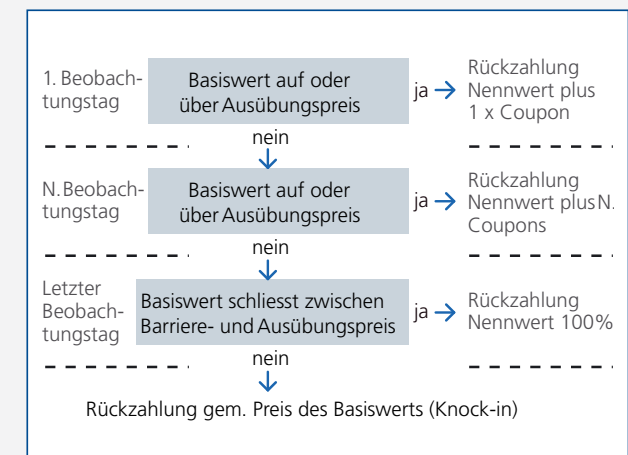 1. Beobach-
tungstag
Basiswert auf oder
über Ausübungspreis
ja
Rückzahlung
Nennwert plus
1 x Coupon
nein
N. Beobach-
tungstag
Basiswert auf oder
über Ausübungspreis
ja
Rückzahlung
Nennwert plus N.
Coupons
nein
Letzter
Beobach-
tungstag
Basiswert schliesst zwischen
Barriere- und Ausübungspreis
ja
Rückzahlung
Nennwert 100%
nein
Rückzahlung gem. Preis des Basiswerts (Knock-in)